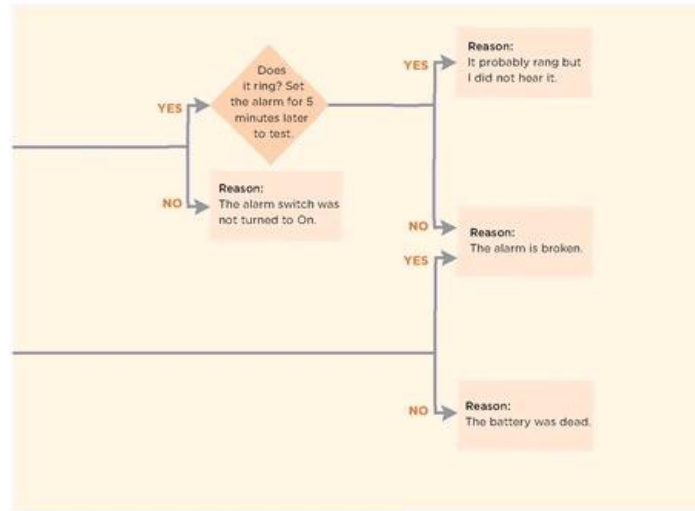 Does
it ring? Set
the alarm for 5
minutes later
to test.
YES
NO
Reason:
The alarm switch was
not turned to On.
YES
Reason:
It probably rang but
I did not hear it.
NO
YES
Reason:
The alarm is broken.
NO
Reason:
The battery was dead.